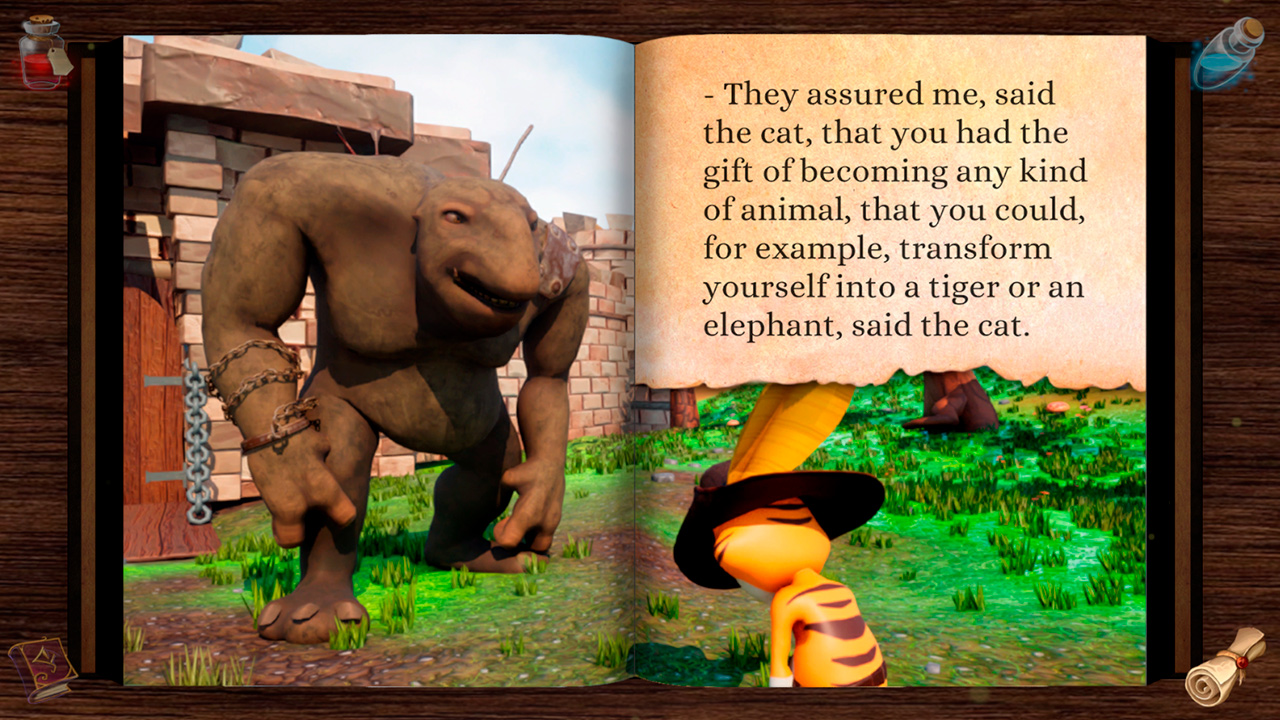 - They assured me, said
the cat, that you had the
gift of becoming any kind
of animal, that you could,
for example, transform
yourself into a tiger or an
elephant, said the cat.